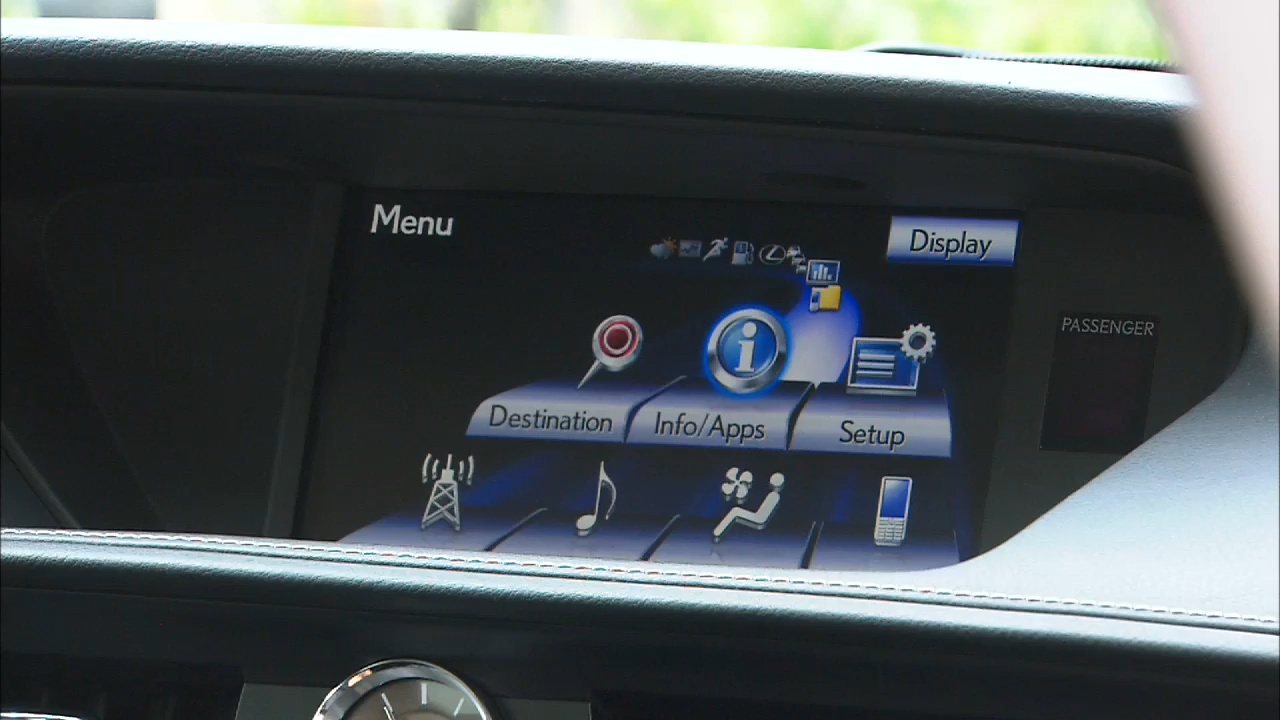 Menu
Display
PASSENGER
Destination
Info/Apps
Setup